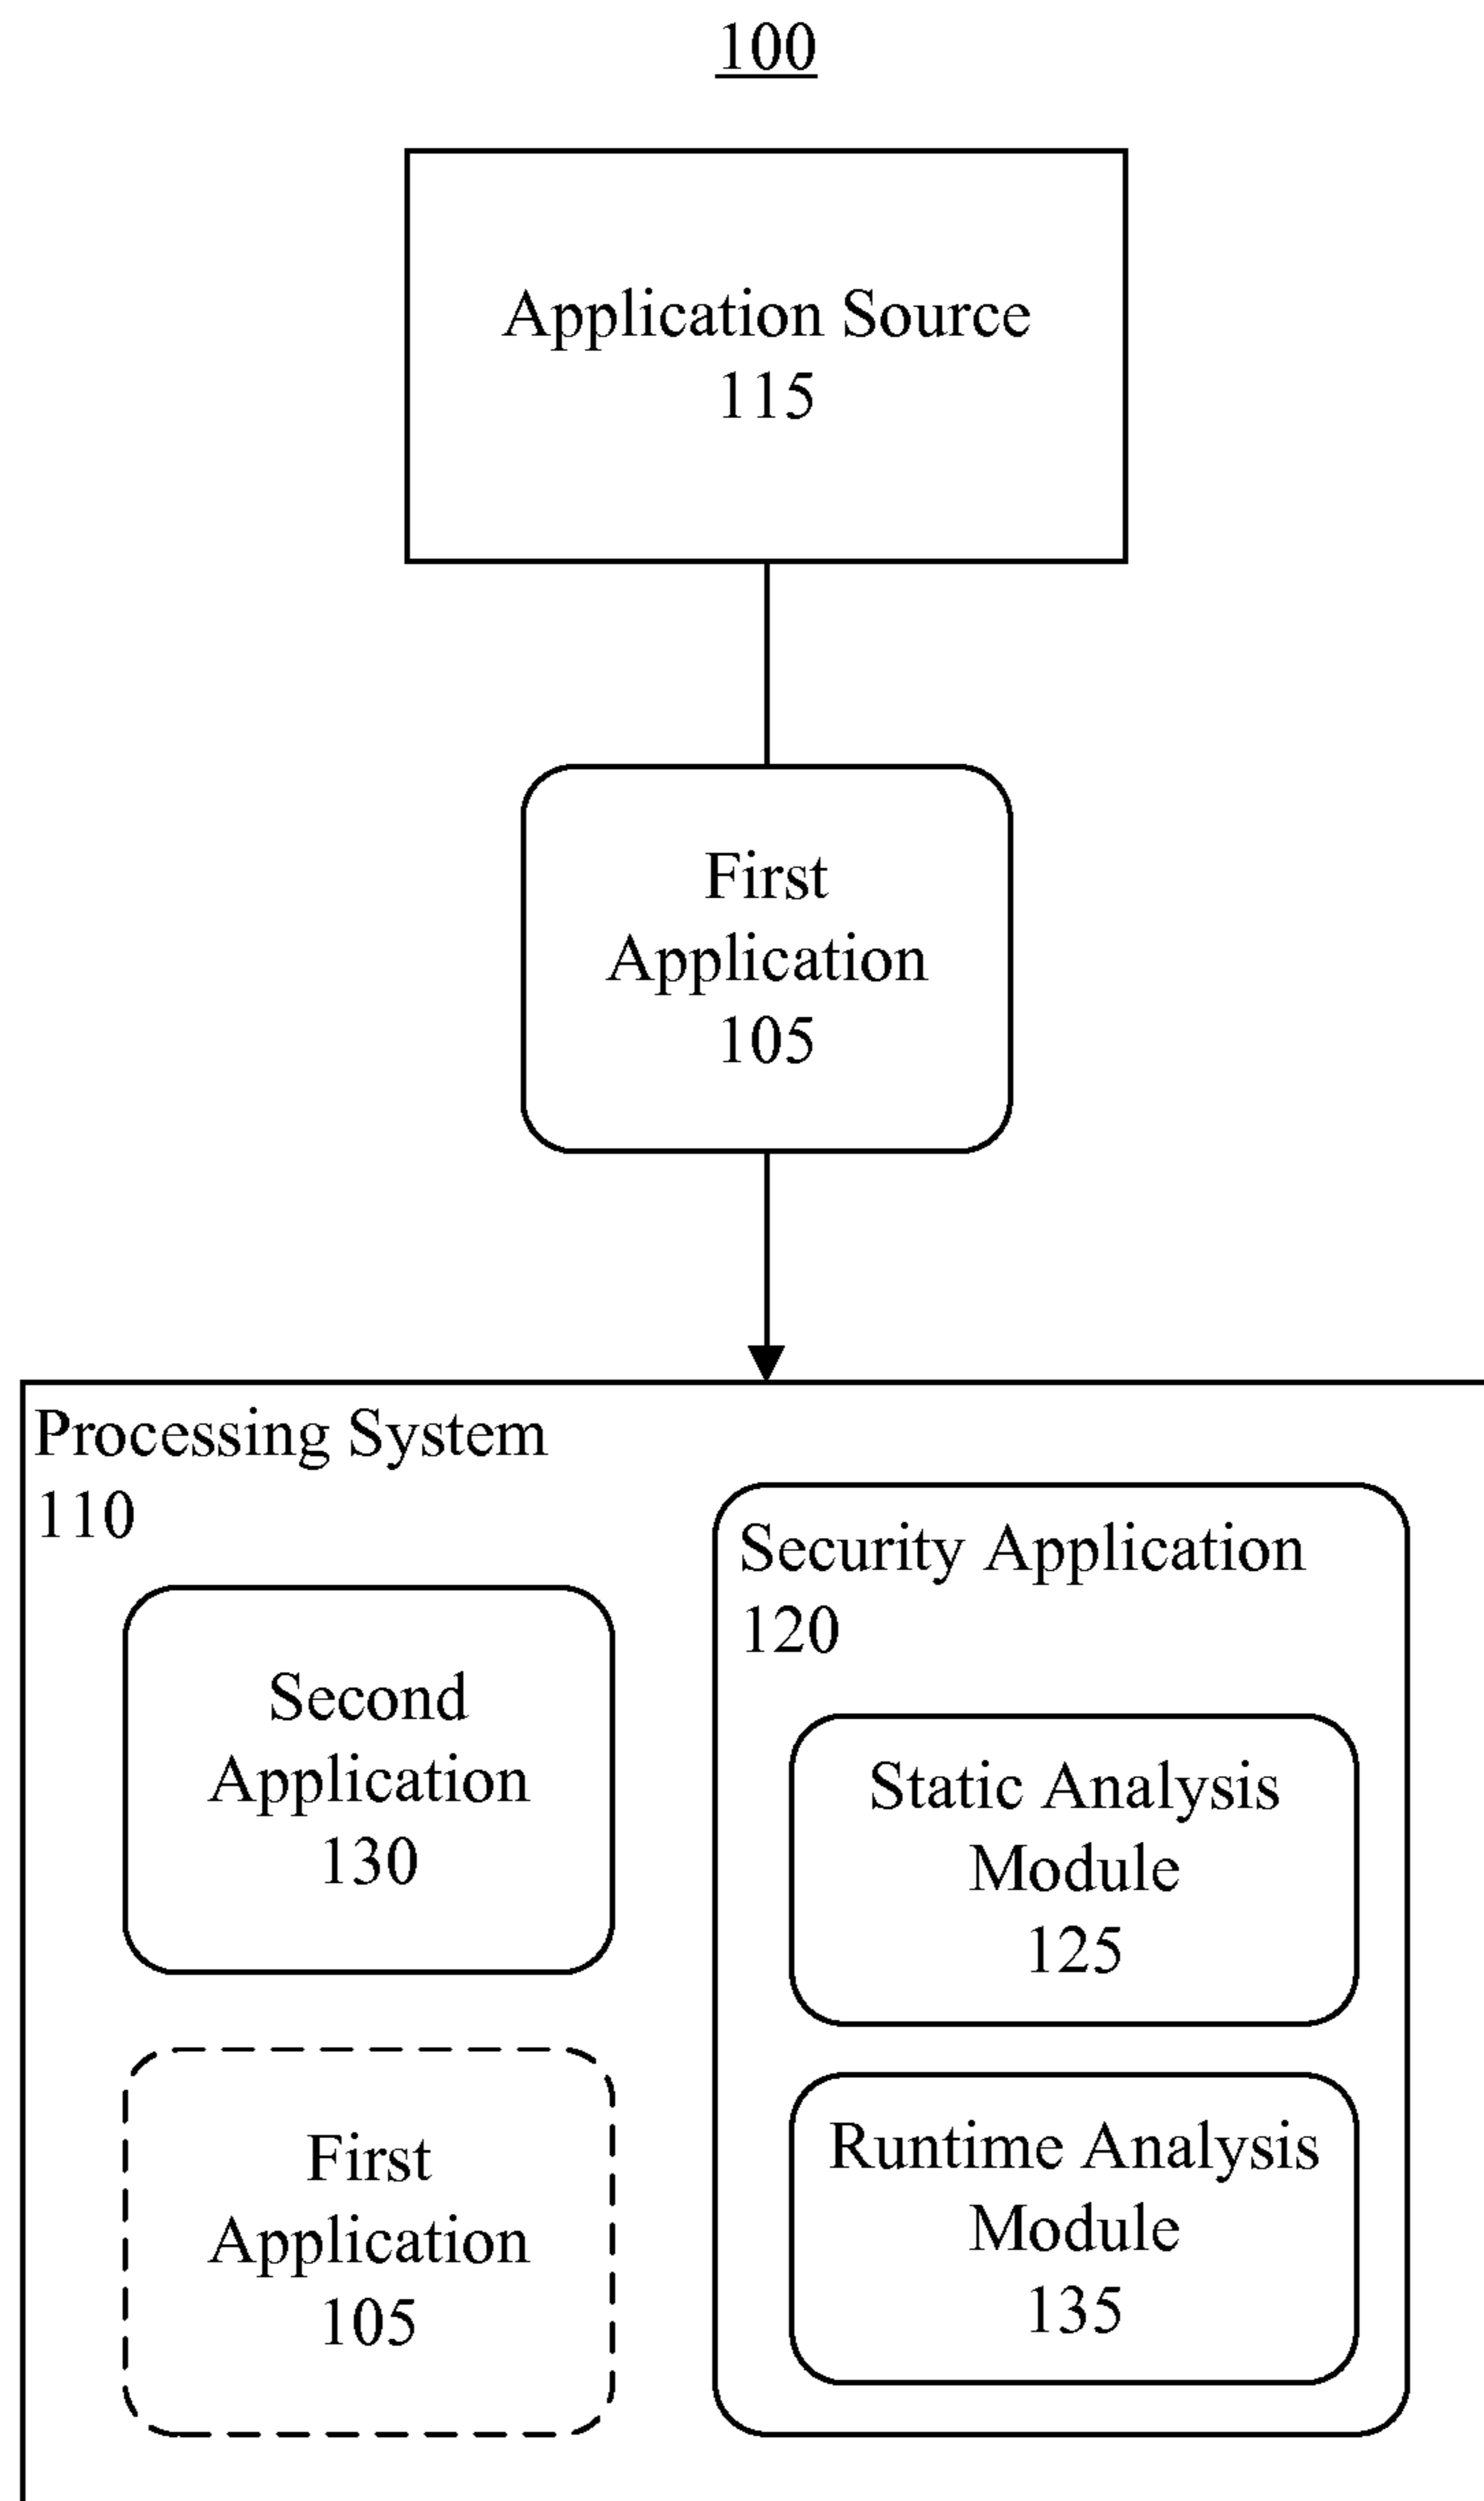 100
Application Source
115
First
Application
105
Processing System
110
Security Application
120
Second
Application
130
Static Analysis
Module
125
First
Application
105
Runtime Analysis
Module
135